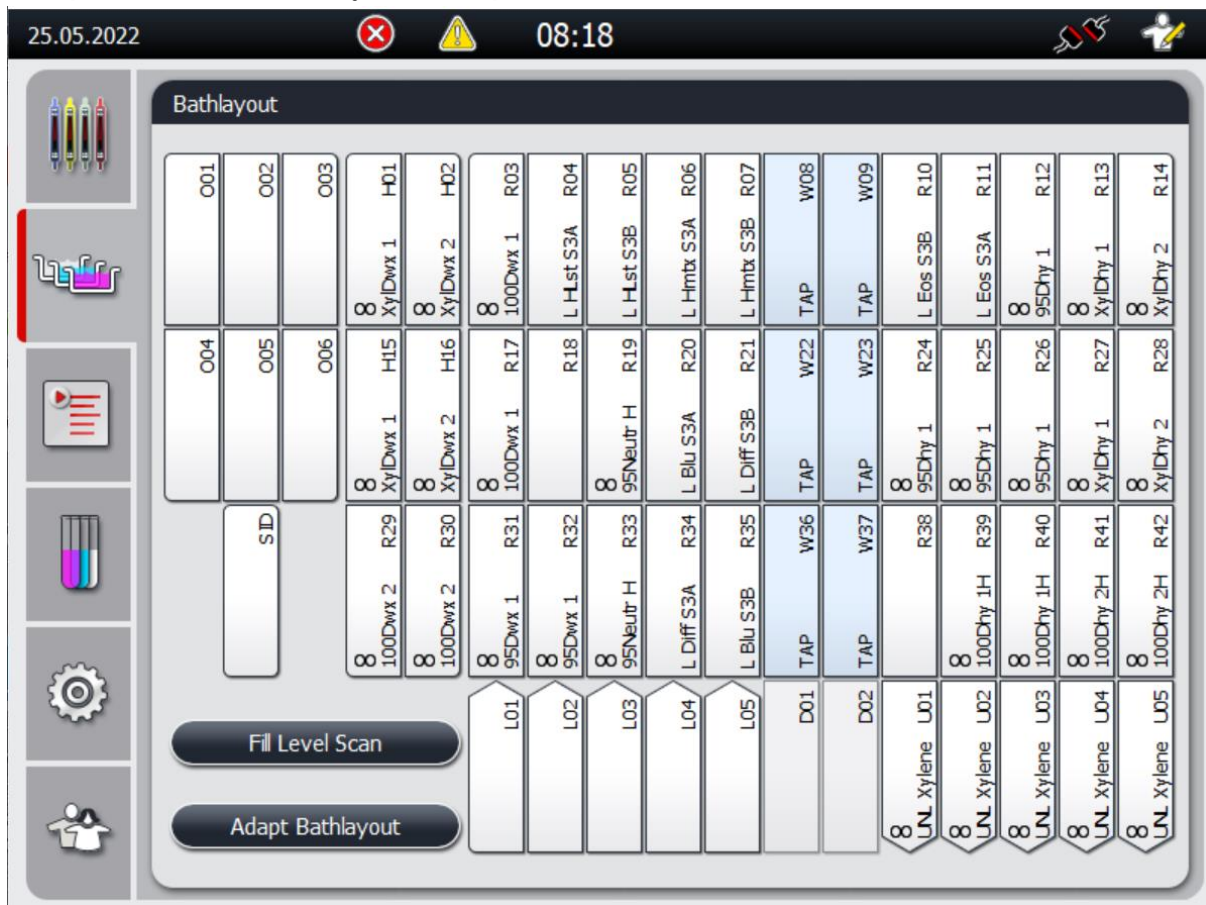 25.05.2022
08:18
Bathlayout
O01
O02
O03
∞ XylDwx 1 H01
∞ XylDwx 2 H02
∞ 100Dwx 1 R03
L HLst S3A R04
L HLst S3B R05
L Hmtx S3A R06
L Hmtx S3B R07
TAP W08
TAP W09
L Eos S3B R10
L Eos S3A R11
∞ 95Dhy 1 R12
∞ XylDhy 1 R13
∞ XylDhy 2 R14
O04
O05
O06
∞ XylDwx 1 H15
∞ XylDwx 2 H16
∞ 100Dwx 1 R17
R18
∞ 95Neutr H R19
L Blu S3A R20
L Diff S3B R21
TAP W22
TAP W23
∞ 95Dhy 1 R24
∞ 95Dhy 1 R25
∞ 95Dhy 1 R26
∞ XylDhy 1 R27
∞ XylDhy 2 R28
SID
∞ 100Dwx 2 R29
∞ 100Dwx 2 R30
∞ 95Dwx 1 R31
∞ 95Dwx 1 R32
∞ 95Neutr H R33
L Diff S3A R34
L Blu S3B R35
TAP W36
TAP W37
R38
∞ 100Dhy 1H R39
∞ 100Dhy 1H R40
∞ 100Dhy 2H R41
∞ 100Dhy 2H R42
L01
L02
L03
L04
L05
D01
D02
∞ UNL Xylene U01
∞ UNL Xylene U02
∞ UNL Xylene U03
∞ UNL Xylene U04
∞ UNL Xylene U05
Fill Level Scan
Adapt Bathlayout